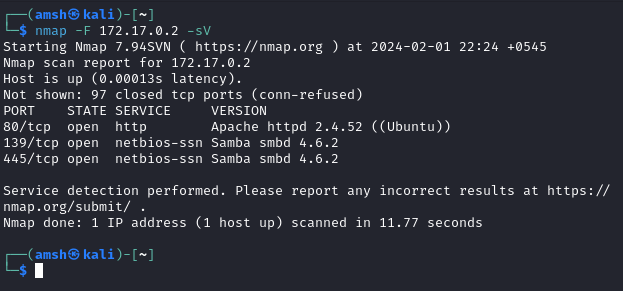 ┌──(amsh㉿kali)-[~]
└─$ nmap -F 172.17.0.2 -sV
Starting Nmap 7.94SVN ( https://nmap.org ) at 2024-02-01 22:24 +0545
Nmap scan report for 172.17.0.2
Host is up (0.00013s latency).
Not shown: 97 closed tcp ports (conn-refused)
PORT    STATE SERVICE     VERSION
80/tcp  open  http        Apache httpd 2.4.52 ((Ubuntu))
139/tcp open  netbios-ssn Samba smbd 4.6.2
445/tcp open  netbios-ssn Samba smbd 4.6.2

Service detection performed. Please report any incorrect results at https://
nmap.org/submit/ .
Nmap done: 1 IP address (1 host up) scanned in 11.77 seconds

┌──(amsh㉿kali)-[~]
└─$